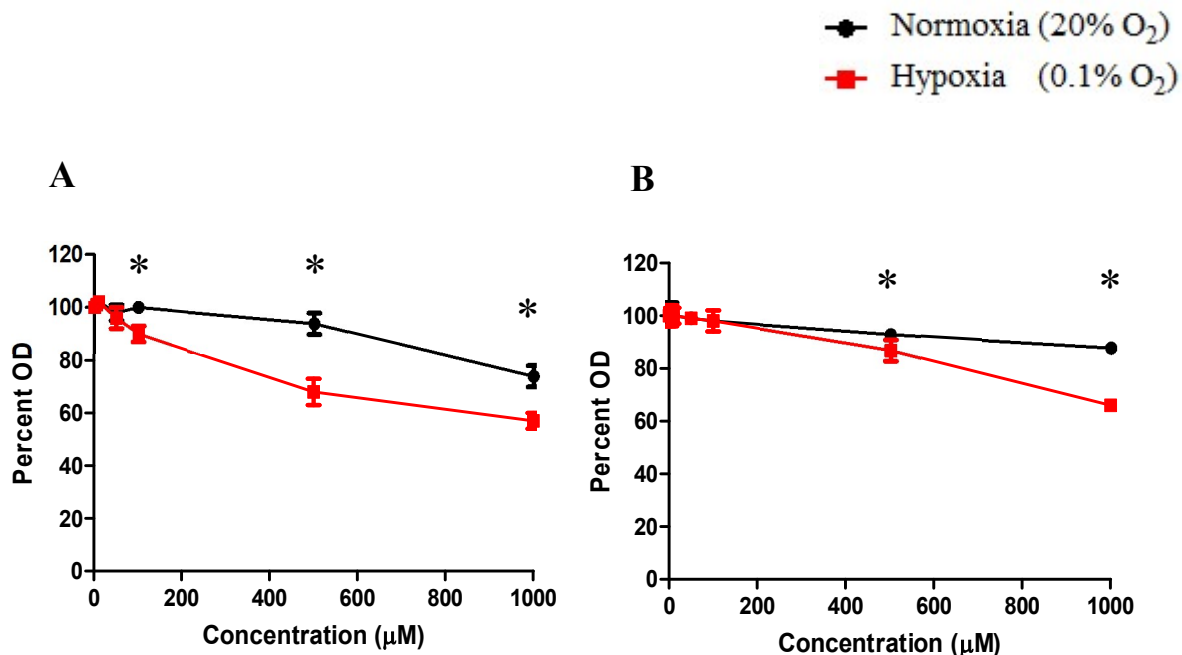 Normoxia (20% O₂)
Hypoxia (0.1% O₂)
A
B
120
100
80
60
40
20
0
Percent OD
* * *
0 200 400 600 800 1000
Concentration (μM)
120
100
80
60
40
20
0
Percent OD
* *
0 200 400 600 800 1000
Concentration (μM)